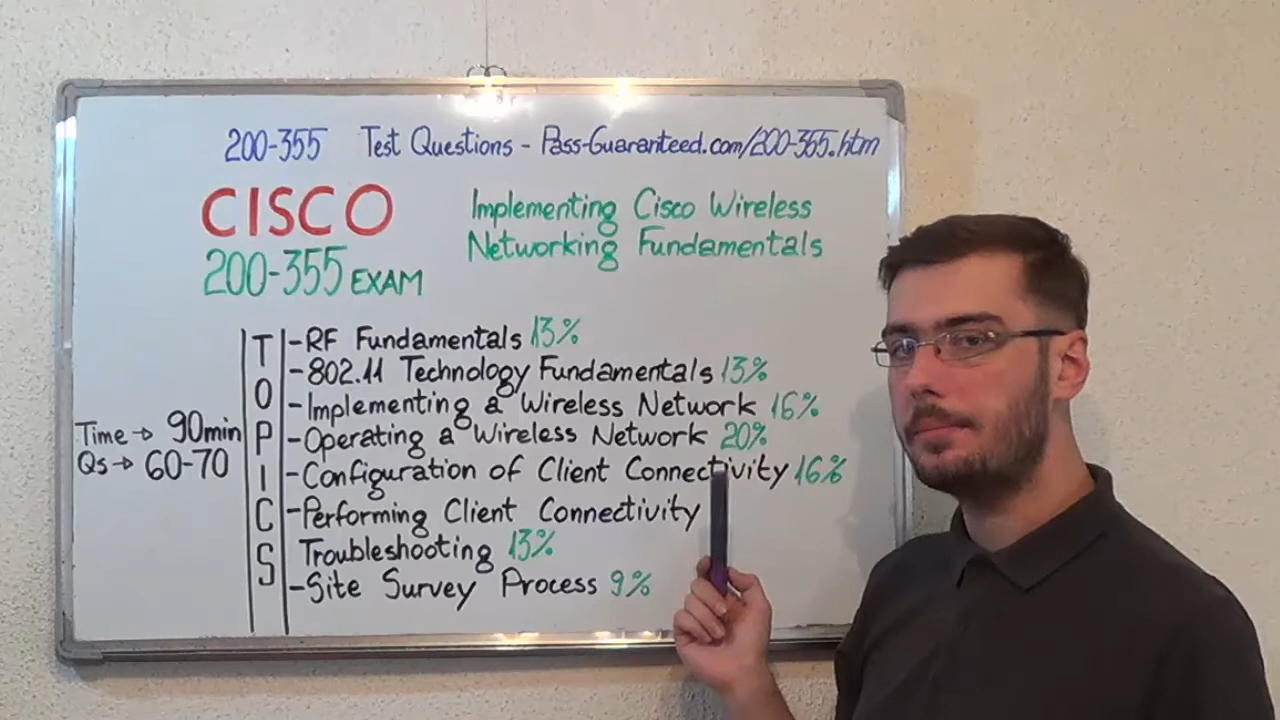 200-355 Test Questions - Pass-Guaranteed.com/200-355.htm
CISCO
200-355 EXAM
Implementing Cisco Wireless
Networking Fundamentals
Time → 90min
Qs → 60-70
TOPICS
-RF Fundamentals 13%
-802.11 Technology Fundamentals 13%
-Implementing a Wireless Network 16%
-Operating a Wireless Network 20%
-Configuration of Client Connectivity 16%
-Performing Client Connectivity
Troubleshooting 13%
-Site Survey Process 9%